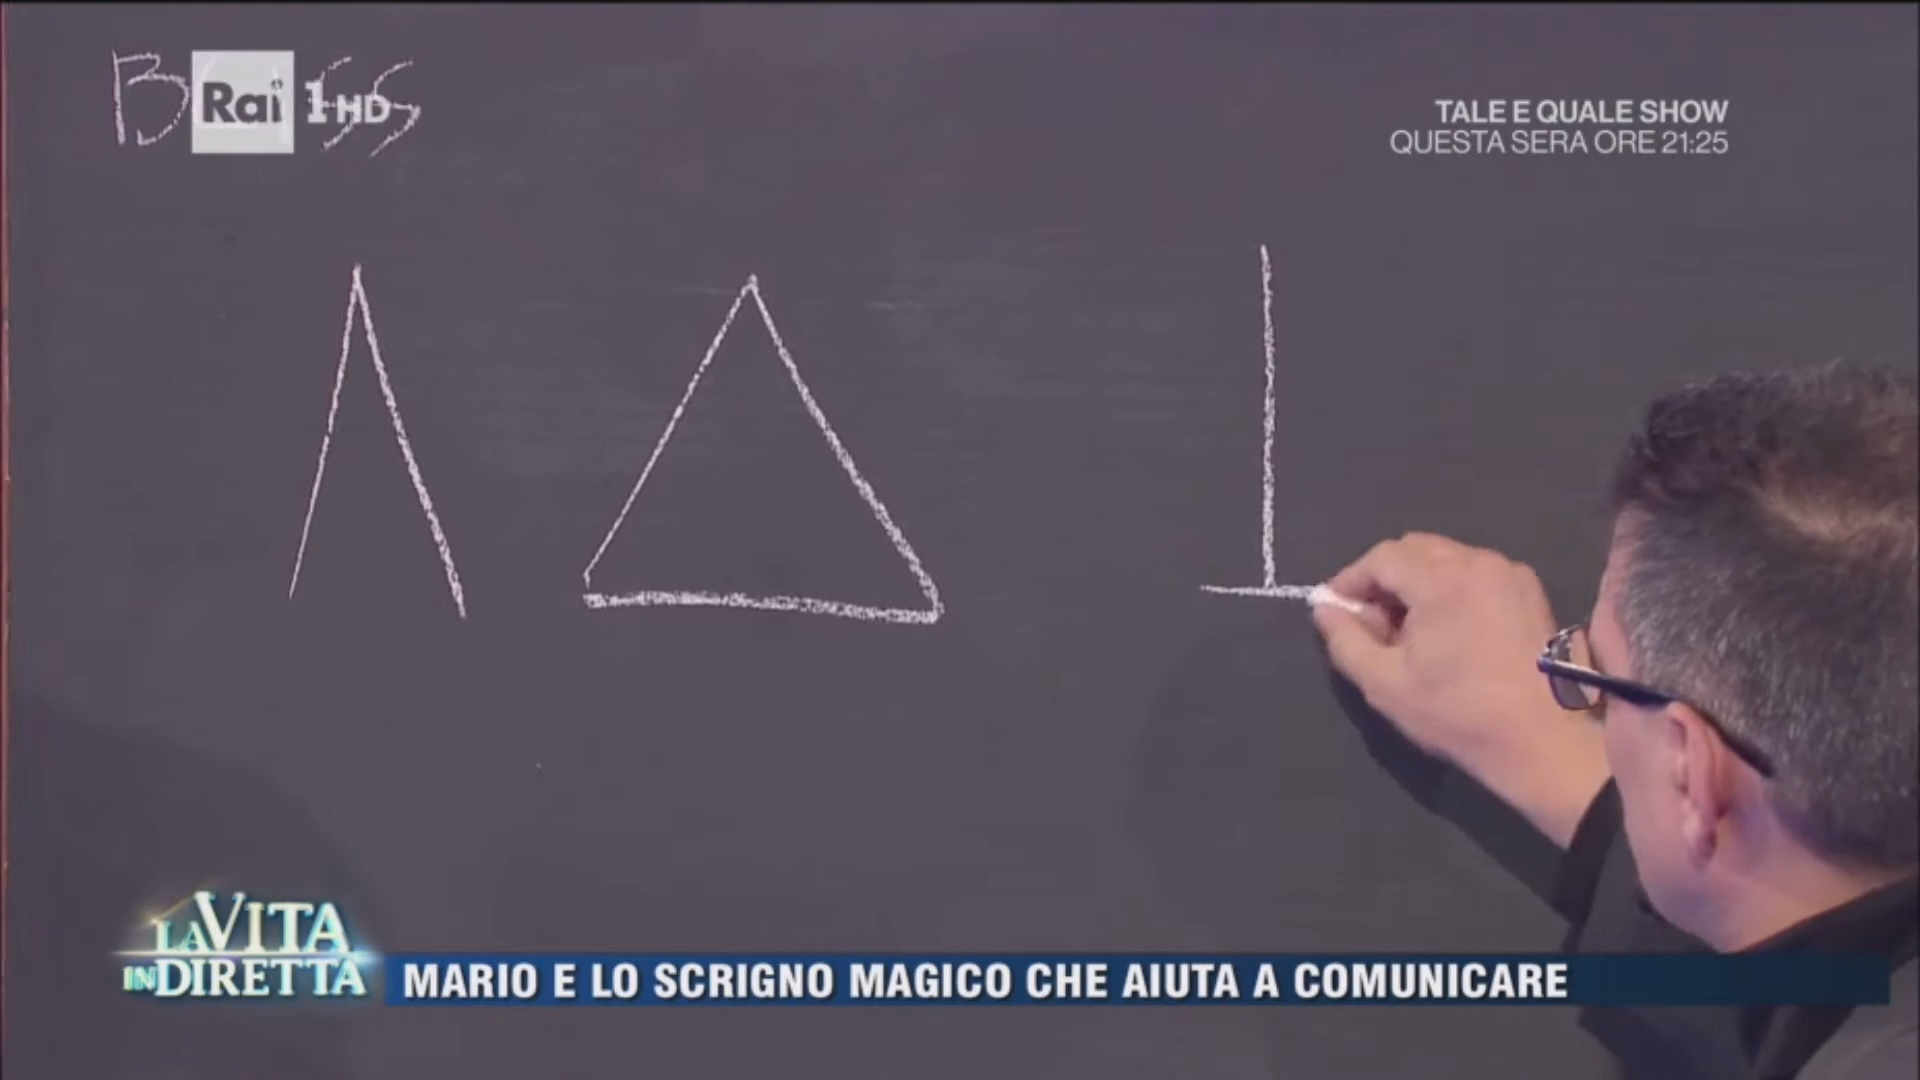 Rai 1 HD
TALE E QUALE SHOW
QUESTA SERA ORE 21:25
LA VITA
IN DIRETTA
MARIO E LO SCRIGNO MAGICO CHE AIUTA A COMUNICARE